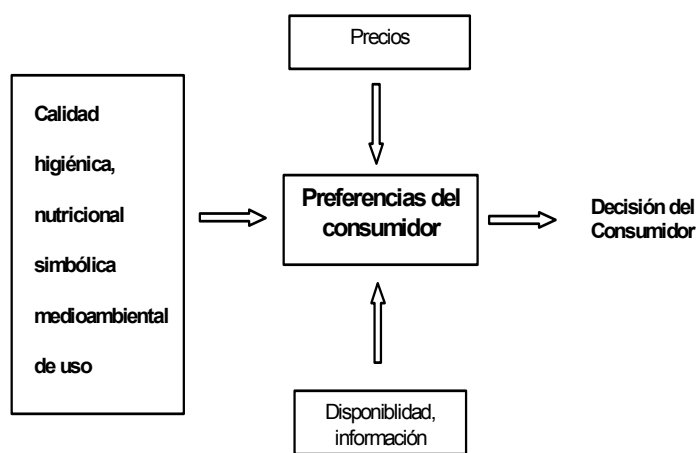 Precios
Calidad
higiénica,
nutricional
simbólica
medioambiental
de uso
Preferencias del
consumidor
Decisión del
Consumidor
Disponiblidad,
información